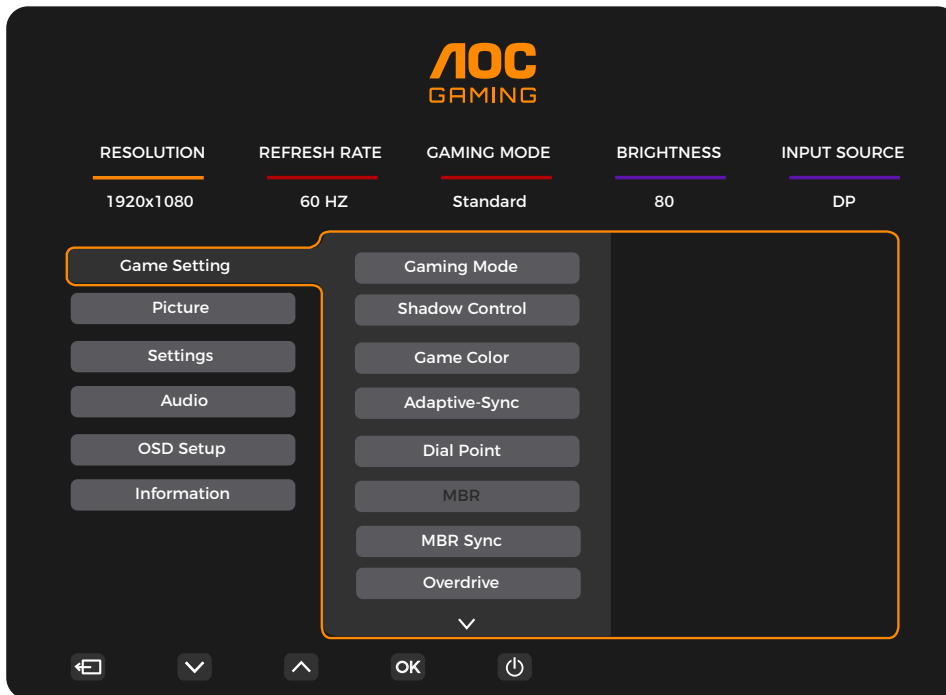 AOC
GAMING
RESOLUTION REFRESH RATE GAMING MODE BRIGHTNESS INPUT SOURCE
1920x1080 60 HZ Standard 80 DP
Game Setting
Picture
Settings
Audio
OSD Setup
Information
Gaming Mode
Shadow Control
Game Color
Adaptive-Sync
Dial Point
MBR
MBR Sync
Overdrive
OK